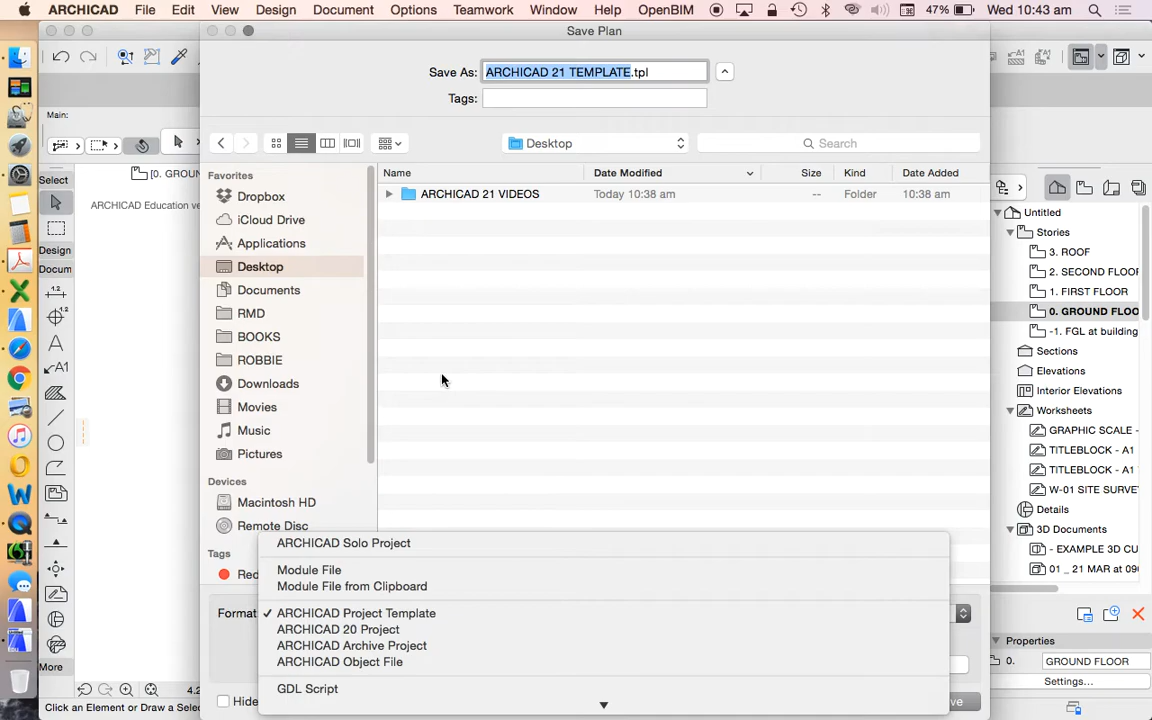 ARCHICAD File Edit View Design Document Options Teamwork Window Help OpenBIM 47% Wed 10:43 am
Save Plan
Save As: ARCHICAD 21 TEMPLATE.tpl
Tags:
Main:
Desktop
Search
Select
Design
Docum
More
[0. GROUN
ARCHICAD Education ve
Favorites
Dropbox
iCloud Drive
Applications
Desktop
Documents
RMD
BOOKS
ROBBIE
Downloads
Movies
Music
Pictures
Devices
Macintosh HD
Remote Disc
Tags
Red
Name Date Modified Size Kind Date Added
ARCHICAD 21 VIDEOS Today 10:38 am -- Folder 10:38 am
ARCHICAD Solo Project
Module File
Module File from Clipboard
Format ✓ ARCHICAD Project Template
ARCHICAD 20 Project
ARCHICAD Archive Project
ARCHICAD Object File
GDL Script
Hide
ve
4.2
Click an Element or Draw a Selec
Untitled
Stories
3. ROOF
2. SECOND FLOOR
1. FIRST FLOOR
0. GROUND FLOO
-1. FGL at building
Sections
Elevations
Interior Elevations
Worksheets
GRAPHIC SCALE -
TITLEBLOCK - A1
TITLEBLOCK - A1
W-01 SITE SURVE
Details
3D Documents
- EXAMPLE 3D CU
01 _ 21 MAR at 090
Properties
0. GROUND FLOOR
Settings...